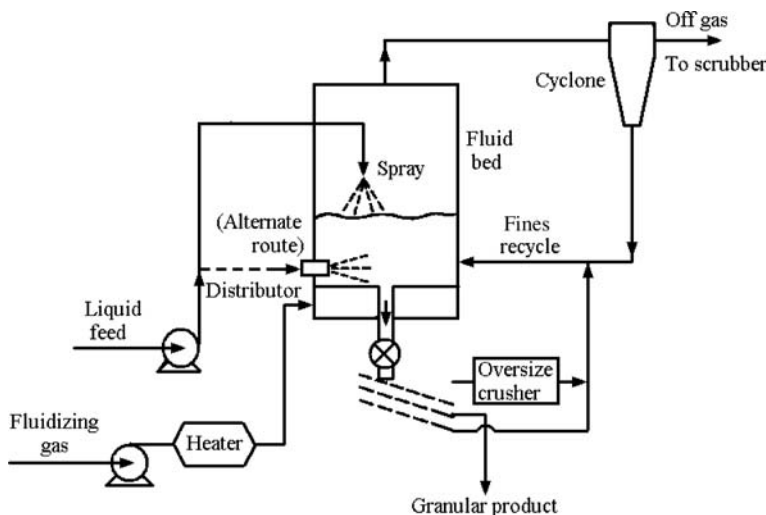 Off gas
To scrubber
Cyclone
Fluid
bed
Spray
(Alternate
route)
Fines
recycle
Distributor
Liquid
feed
Oversize
crusher
Fluidizing
gas
Heater
Granular product